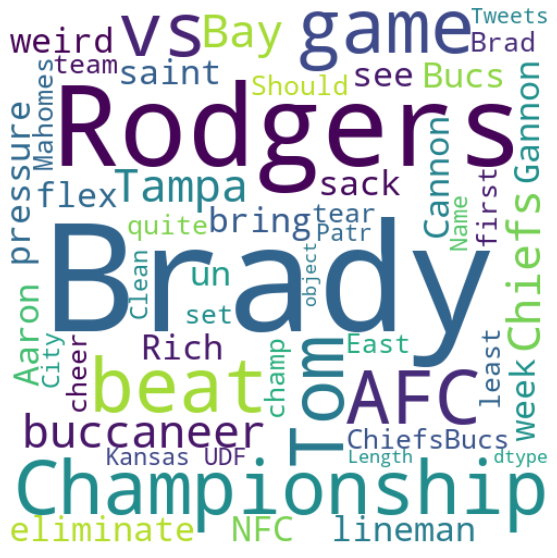 Tweets
weird
vs
Bay
game
Brad
team
saint
Should
see
Bucs
Mahomes
Rodgers
Gannon
pressure
flex
Tampa
sack
Cannon
first
quite
bring
tear
Name
Patr
Chiefs
Brady
Clean
un
set
object
Aaron
City
cheer
Rich
champ
Tom
East
AFC
least
week
beat
buccaneer
ChiefsBucs
Kansas
UDF
Length
dtype
Championship
eliminate
NFC
lineman